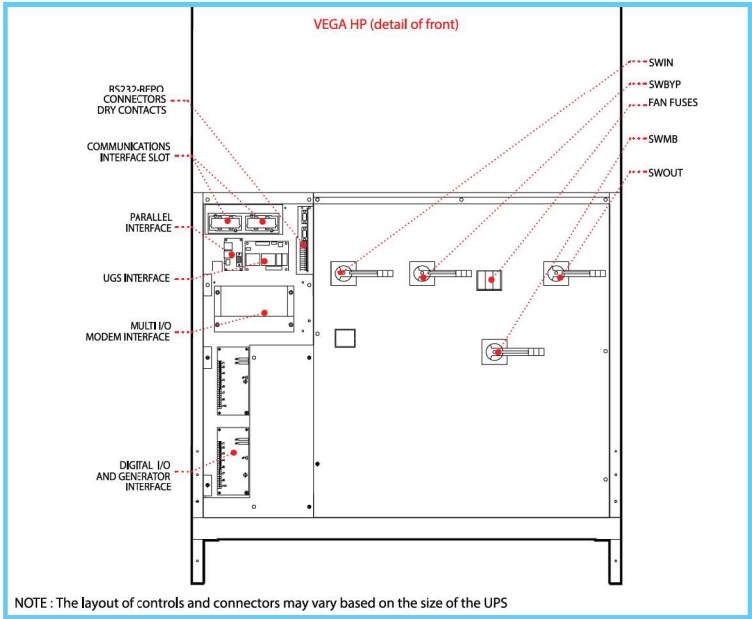 VEGA HP (detail of front)
RS232-REPO
CONNECTORS
DRY CONTACTS
COMMUNICATIONS
INTERFACE SLOT
PARALLEL
INTERFACE
UGS INTERFACE
MULTI I/O
MODEM INTERFACE
DIGITAL I/O
AND GENERATOR
INTERFACE
SWIN
SWBYP
FAN FUSES
SWMB
SWOUT
NOTE : The layout of controls and connectors may vary based on the size of the UPS